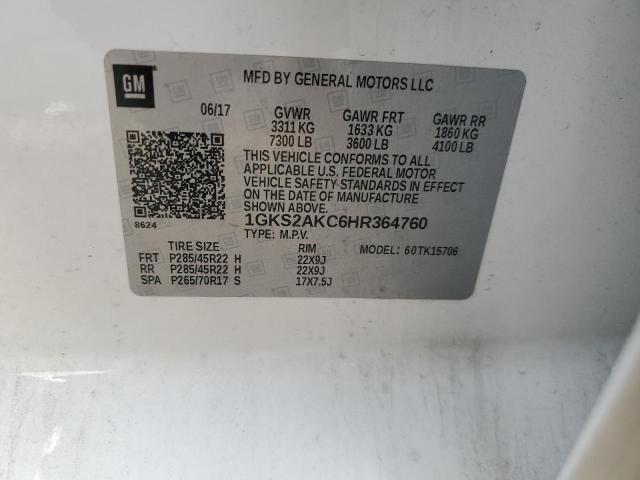 GM
MFD BY GENERAL MOTORS LLC
06/17 GVWR GAWR FRT GAWR RR
3311 KG 1633 KG 1860 KG
7300 LB 3600 LB 4100 LB
THIS VEHICLE CONFORMS TO ALL
APPLICABLE U.S. FEDERAL MOTOR
VEHICLE SAFETY STANDARDS IN EFFECT
ON THE DATE OF MANUFACTURE
SHOWN ABOVE.
8624
1GKS2AKC6HR364760
TYPE: M.P.V.
MODEL: 60TK15706
TIRE SIZE RIM
FRT P285/45R22 H 22X9J
RR P285/45R22 H 22X9J
SPA P265/70R17 S 17X7.5J